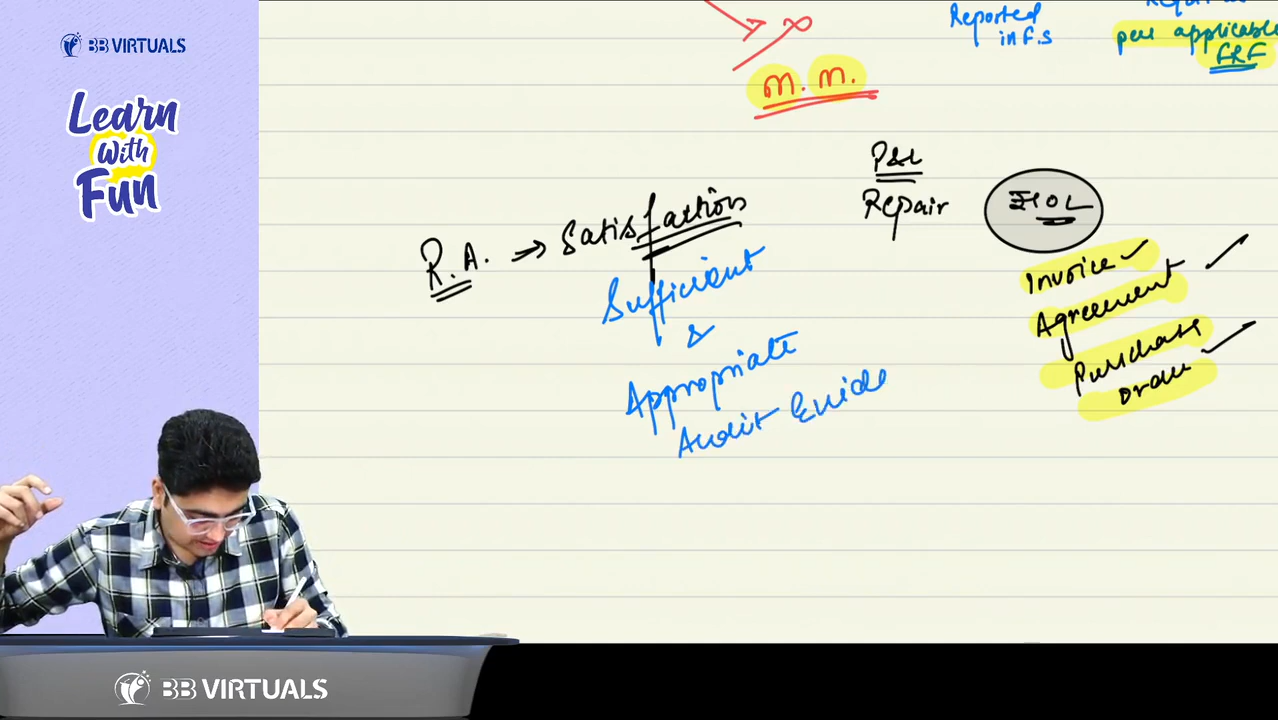 BB VIRTUALS
Learn
with
Fun
∞
M. M.
Reported
in F.S
per applicable
FRF
P&L
Repair
₹10L
R.A. → Satisfaction
Sufficient
&
Appropriate
Audit Evide
Invoice ✓
Agreement ✓
Purchase
order ✓
BB VIRTUALS